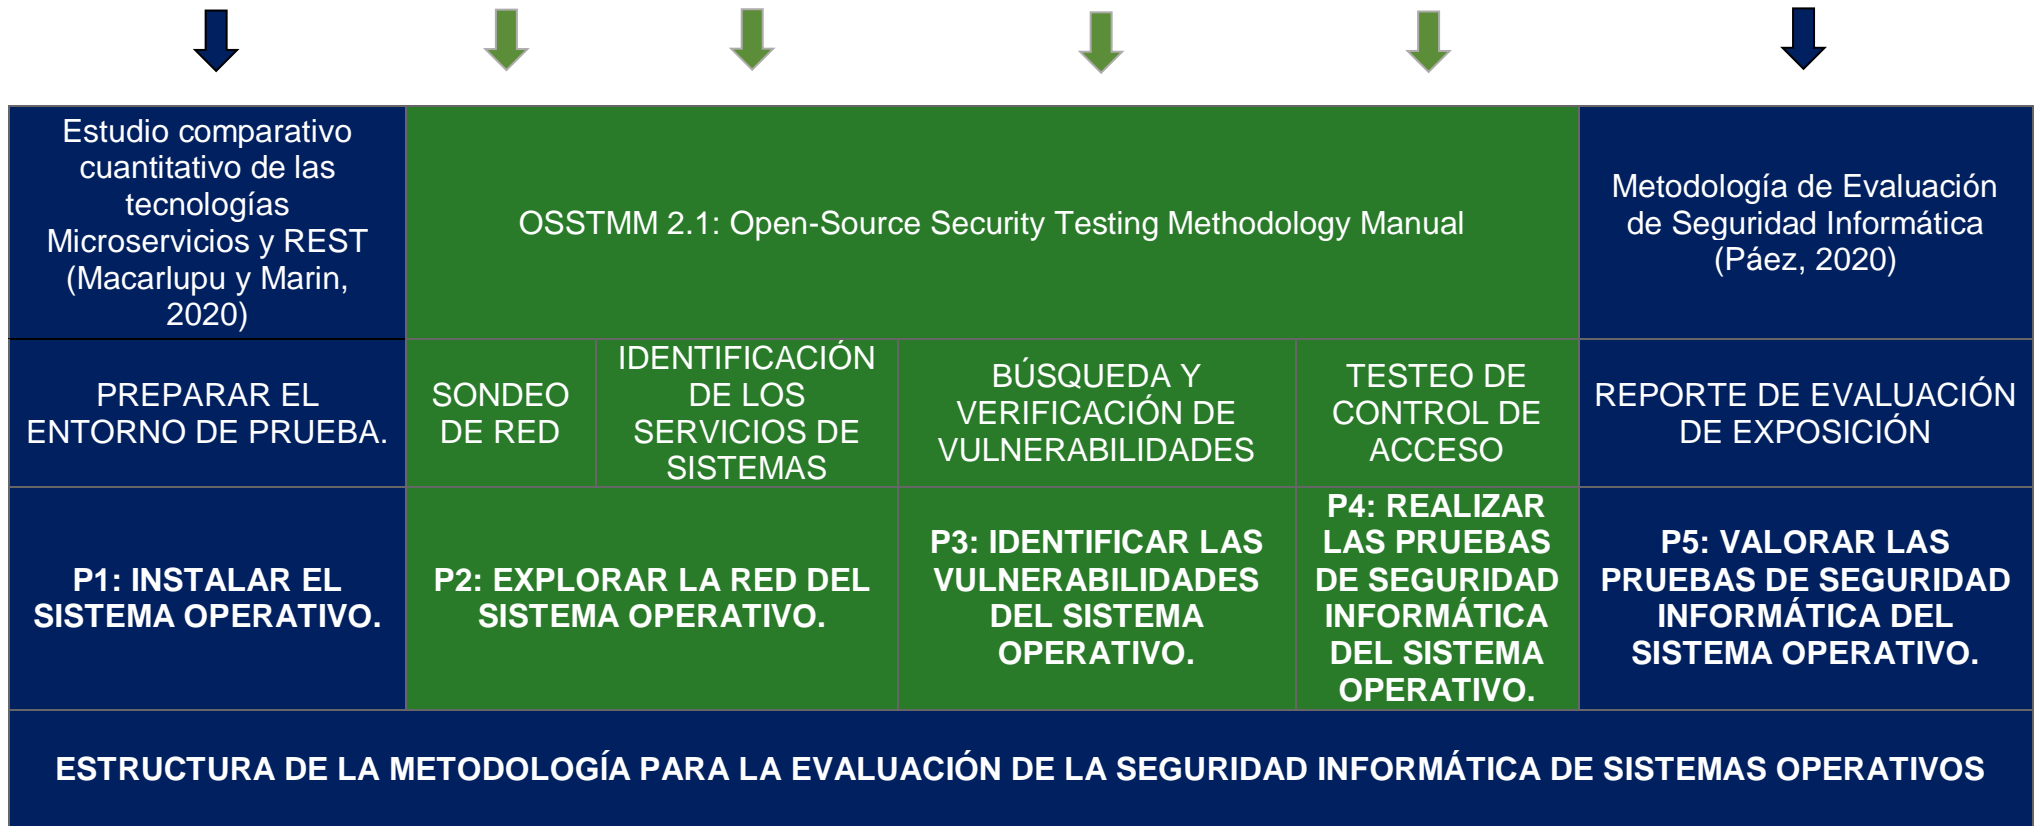 Estudio comparativo
cuantitativo de las
tecnologías
Microservicios y REST
(Macarlupu y Marin,
2020)
OSSTMM 2.1: Open-Source Security Testing Methodology Manual
Metodología de Evaluación
de Seguridad Informática
(Páez, 2020)
PREPARAR EL
ENTORNO DE PRUEBA.
SONDEO
DE RED
IDENTIFICACIÓN
DE LOS
SERVICIOS DE
SISTEMAS
BÚSQUEDA Y
VERIFICACIÓN DE
VULNERABILIDADES
TESTEO DE
CONTROL DE
ACCESO
REPORTE DE EVALUACIÓN
DE EXPOSICIÓN
P1: INSTALAR EL
SISTEMA OPERATIVO.
P2: EXPLORAR LA RED DEL
SISTEMA OPERATIVO.
P3: IDENTIFICAR LAS
VULNERABILIDADES
DEL SISTEMA
OPERATIVO.
P4: REALIZAR
LAS PRUEBAS
DE SEGURIDAD
INFORMÁTICA
DEL SISTEMA
OPERATIVO.
P5: VALORAR LAS
PRUEBAS DE SEGURIDAD
INFORMÁTICA DEL
SISTEMA OPERATIVO.
ESTRUCTURA DE LA METODOLOGÍA PARA LA EVALUACIÓN DE LA SEGURIDAD INFORMÁTICA DE SISTEMAS OPERATIVOS